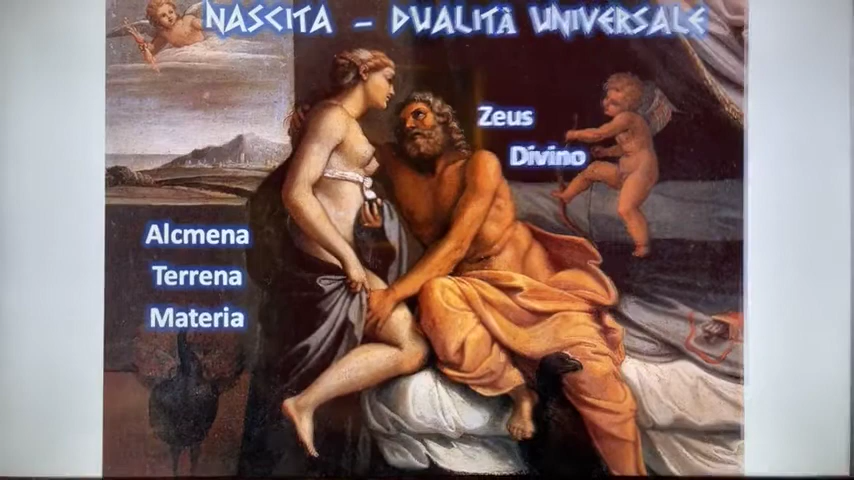 NASCITA – DUALITÀ UNIVERSALE
Zeus
Divino
Alcmena
Terrena
Materia